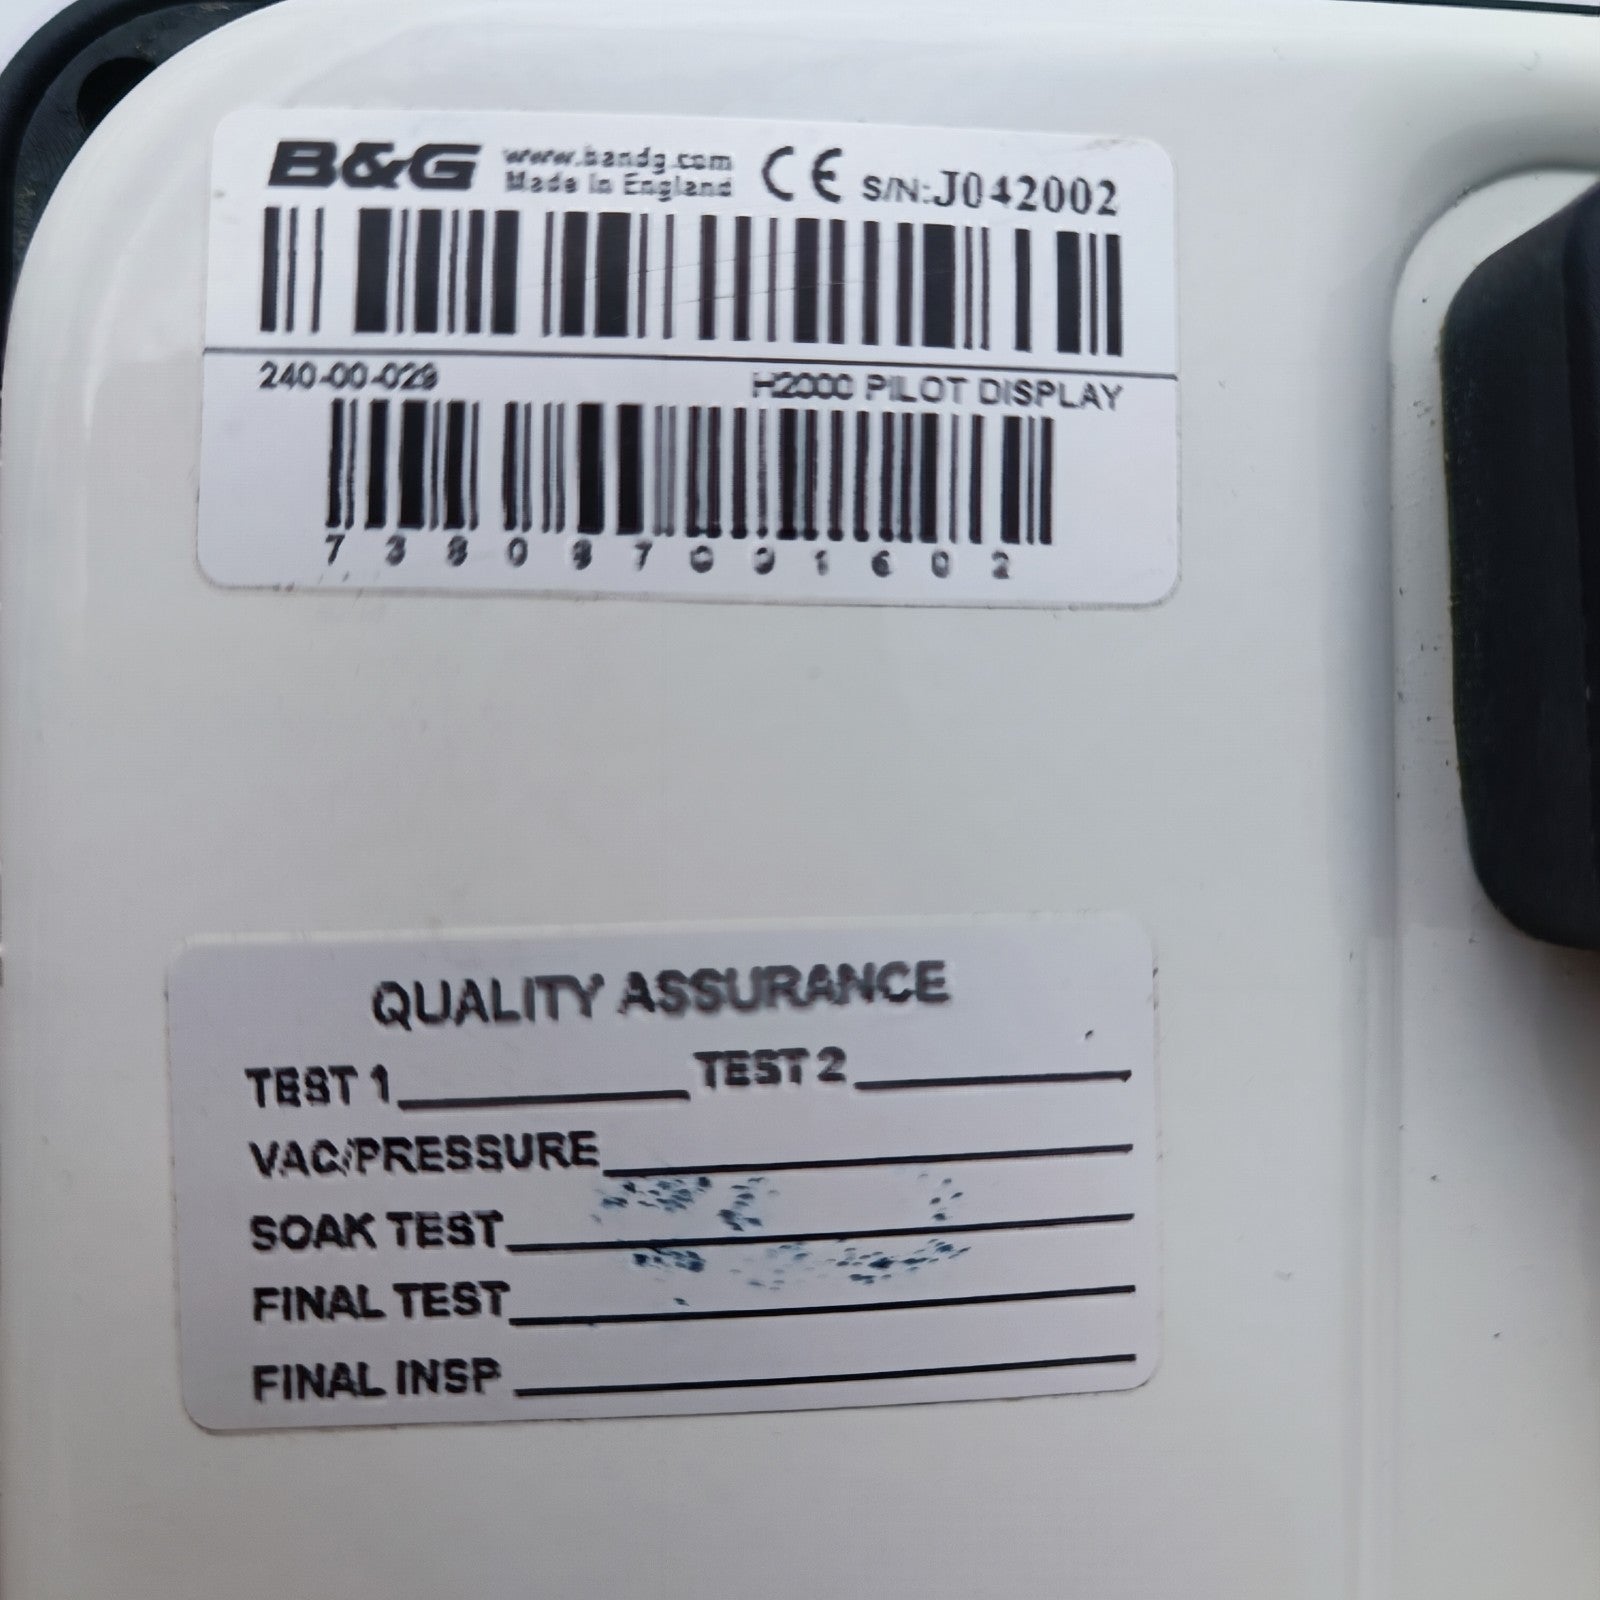 B&G www.bandg.com CE S/N:J042002
Made in England
240-00-029 H2000 PILOT DISPLAY
QUALITY ASSURANCE
TEST 1 TEST 2
VAC/PRESSURE
SOAK TEST
FINAL TEST
FINAL INSP